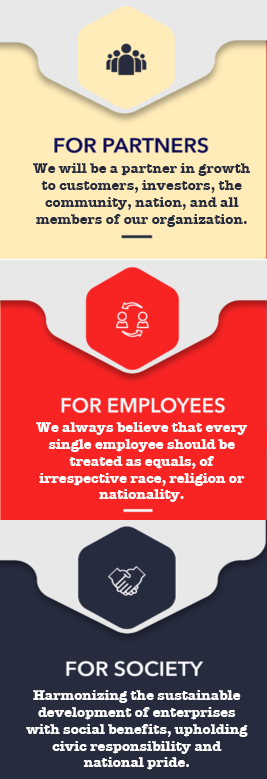 FOR PARTNERS
We will be a partner in growth
to customers, investors, the
community, nation, and all
members of our organization.
FOR EMPLOYEES
We always believe that every
single employee should be
treated as equals, of
irrespective race, religion or
nationality.
FOR SOCIETY
Harmonizing the sustainable
development of enterprises
with social benefits, upholding
civic responsibility and
national pride.